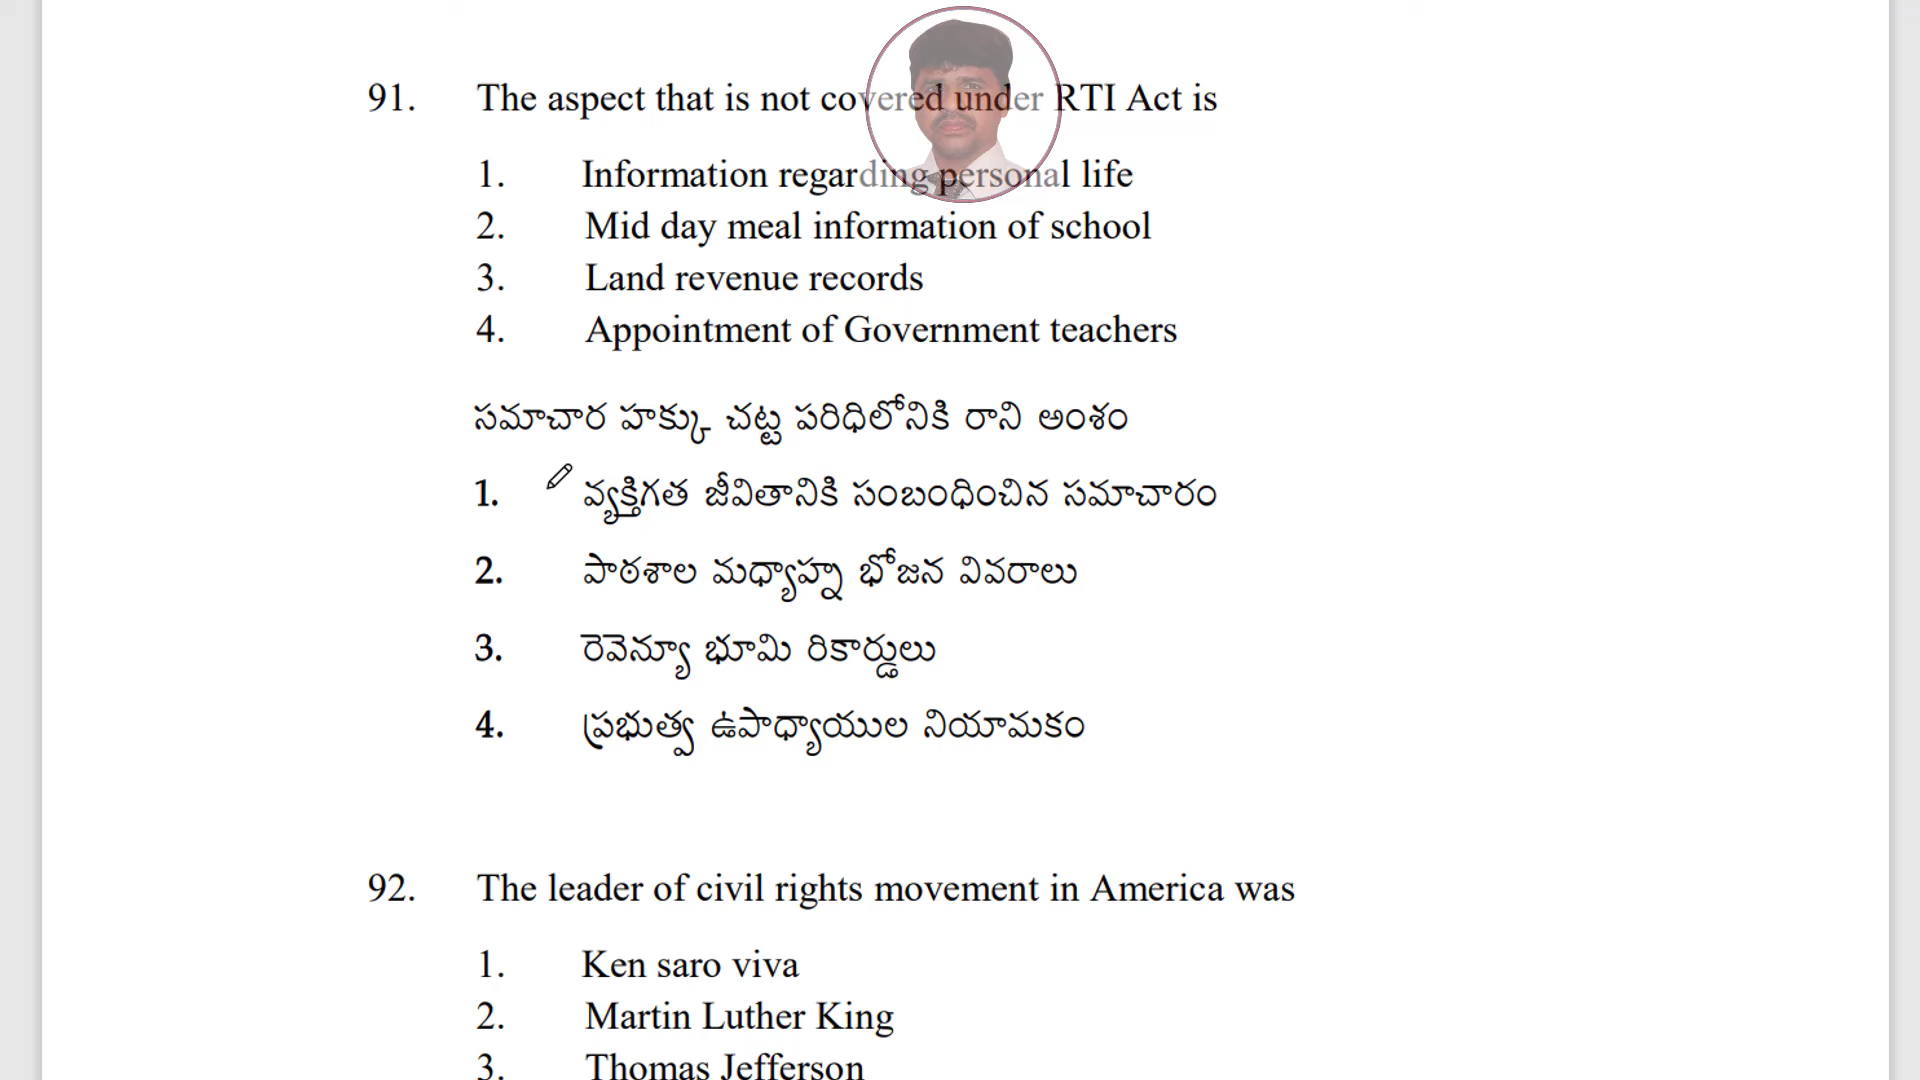 91. The aspect that is not covered under RTI Act is
1. Information regarding personal life
2. Mid day meal information of school
3. Land revenue records
4. Appointment of Government teachers
సమాచార హక్కు చట్ట పరిధిలోనికి రాని అంశం
1. వ్యక్తిగత జీవితానికి సంబంధించిన సమాచారం
2. పాఠశాల మధ్యాహ్న భోజన వివరాలు
3. రెవెన్యూ భూమి రికార్డులు
4. ప్రభుత్వ ఉపాధ్యాయుల నియామకం
92. The leader of civil rights movement in America was
1. Ken saro viva
2. Martin Luther King
3. Thomas Jefferson